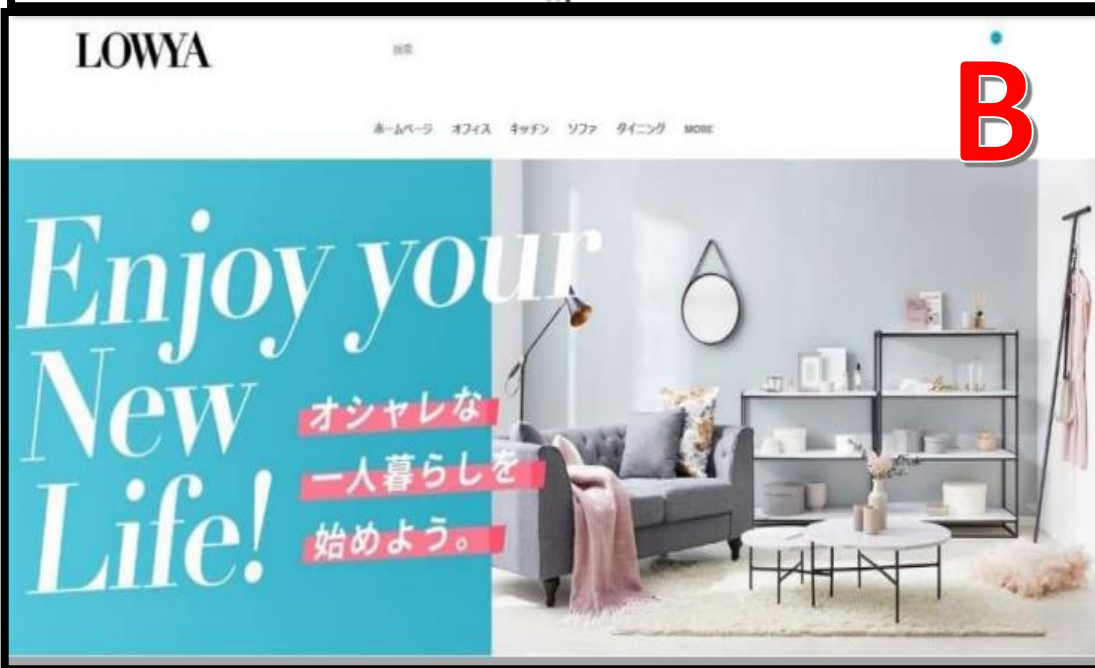 LOWYA
検索
B
ホームページ オフィス キッチン ソファ ダイニング MORE
Enjoy your
New
Life!
オシャレな
一人暮らしを
始めよう。